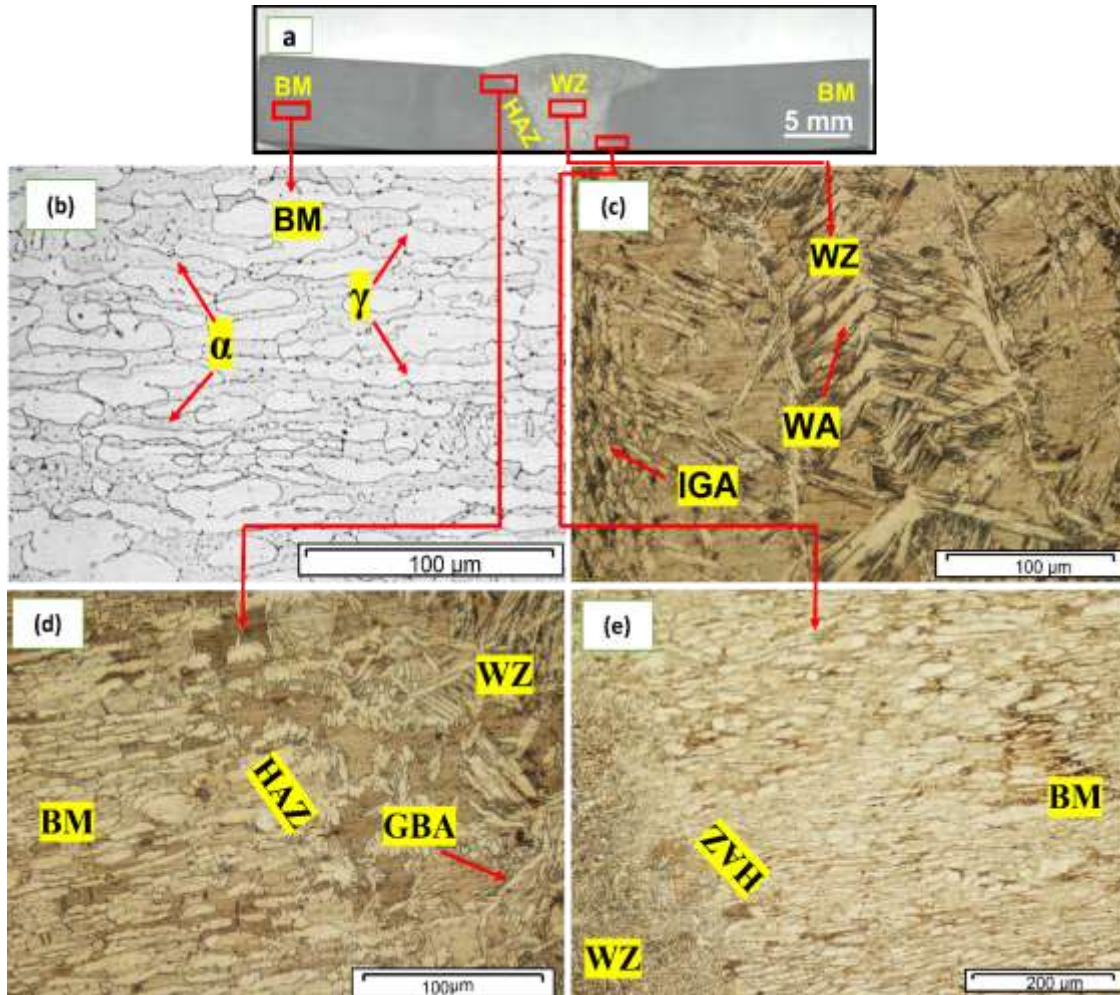 a
BM
WZ
HAZ
BM
5 mm
(b)
BM
α
γ
100 µm
(c)
WZ
WA
IGA
100 µm
(d)
WZ
HAZ
BM
GBA
100µm
(e)
BM
HAZ
WZ
200 µm